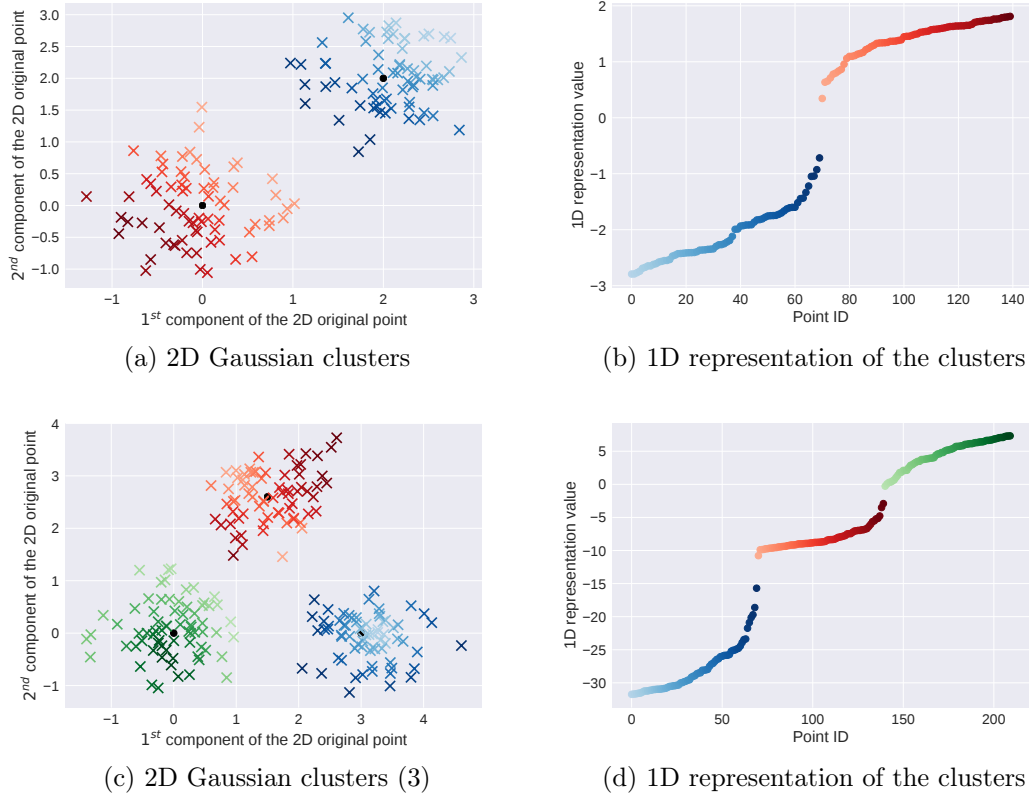 3.0
2.5
2.0
1.5
1.0
0.5
0.0
−0.5
−1.0
2nd component of the 2D original point
−1 0 1 2 3
1st component of the 2D original point
(a) 2D Gaussian clusters
2
1
0
−1
−2
−3
1D representation value
0 20 40 60 80 100 120 140
Point ID
(b) 1D representation of the clusters
4
3
2
1
0
−1
2nd component of the 2D original point
−1 0 1 2 3 4
1st component of the 2D original point
(c) 2D Gaussian clusters (3)
5
0
−5
−10
−15
−20
−25
−30
1D representation value
0 50 100 150 200
Point ID
(d) 1D representation of the clusters